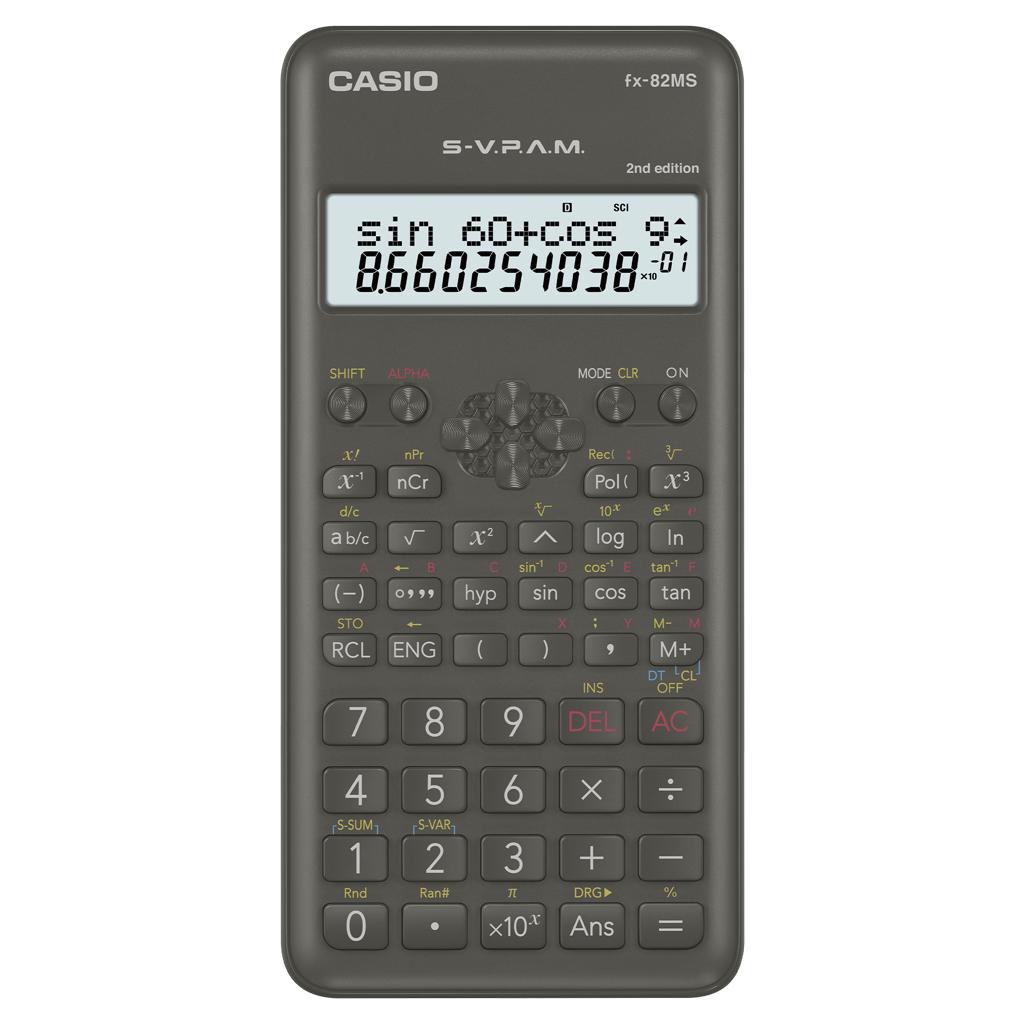 CASIO fx-82MS
S-V.P.A.M.
2nd edition
D SCI
sin 60+cos 9
8.660254038×10 -01
SHIFT ALPHA MODE CLR ON
x! nPr Rec( : ³√
x⁻¹ nCr Pol( x³
d/c ˣ√ 10ˣ eˣ e
a b/c √ x² ^ log ln
A ← B C sin⁻¹ D cos⁻¹ E tan⁻¹ F
(−) °,,, hyp sin cos tan
STO ← X ; Y M− M
RCL ENG ( ) , M+
DT CL
INS OFF
7 8 9 DEL AC
4 5 6 × ÷
S-SUM S-VAR
1 2 3 + −
Rnd Ran# π DRG▶ %
0 • ×10ˣ Ans =